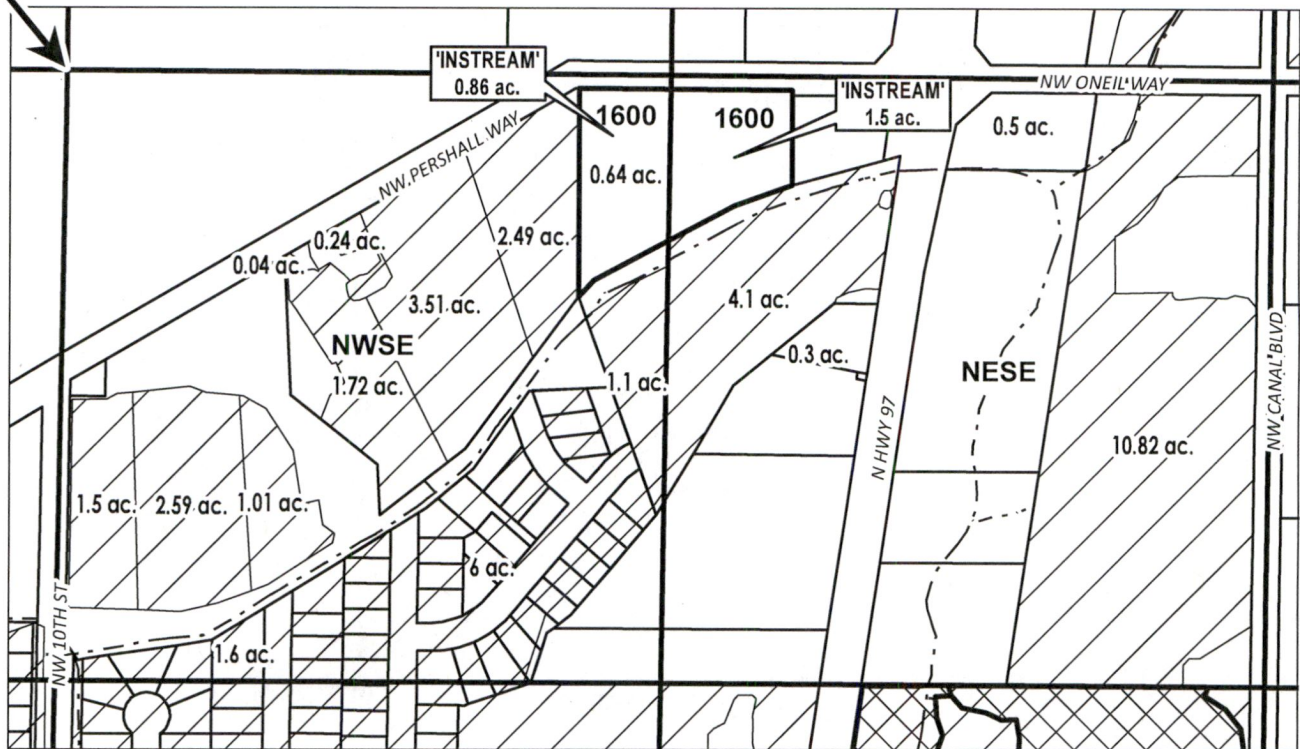 'INSTREAM'
0.86 ac.
NW ONEIL WAY
'INSTREAM'
1.5 ac.
1600
1600
0.5 ac.
NW PERSHALL WAY
0.64 ac.
0.24 ac.
2.49 ac.
0.04 ac.
3.51 ac.
4.1 ac.
NWSE
0.3 ac.
NESE
1.72 ac.
1.1 ac.
N HWY 97
NW CANAL BLVD
10.82 ac.
1.5 ac.
2.59 ac.
1.01 ac.
6 ac.
NW 10TH ST
1.6 ac.